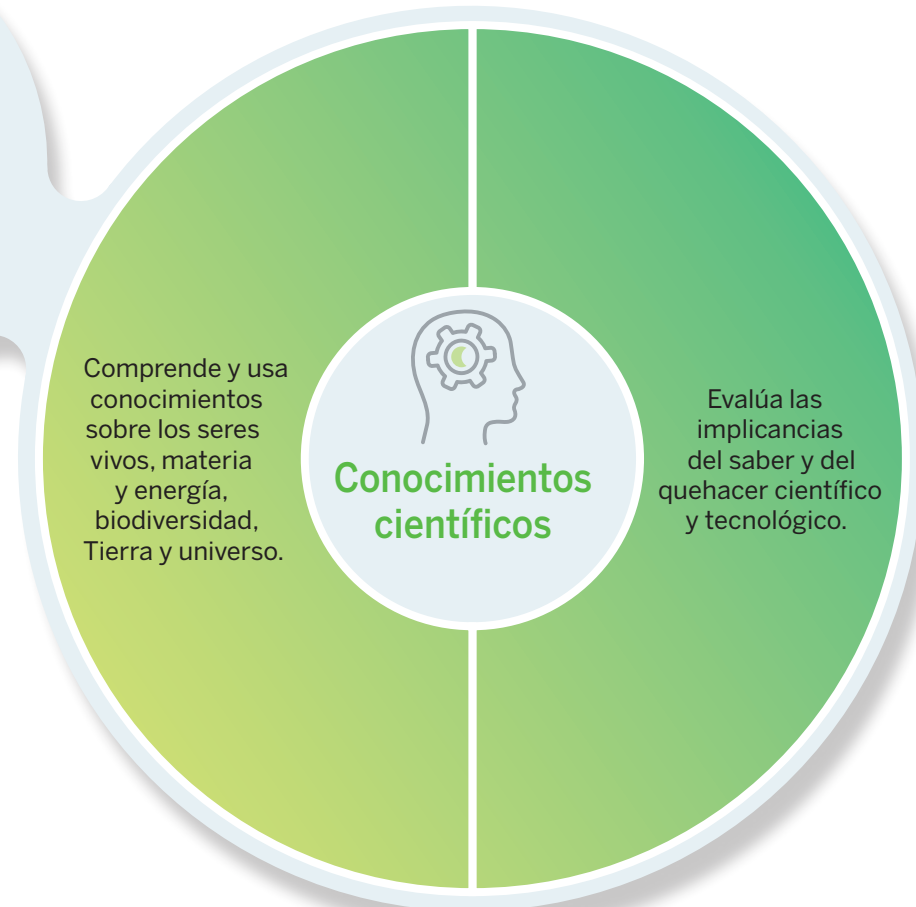 Comprende y usa
conocimientos
sobre los seres
vivos, materia
y energía,
biodiversidad,
Tierra y universo.
Conocimientos
científicos
Evalúa las
implicancias
del saber y del
quehacer científico
y tecnológico.